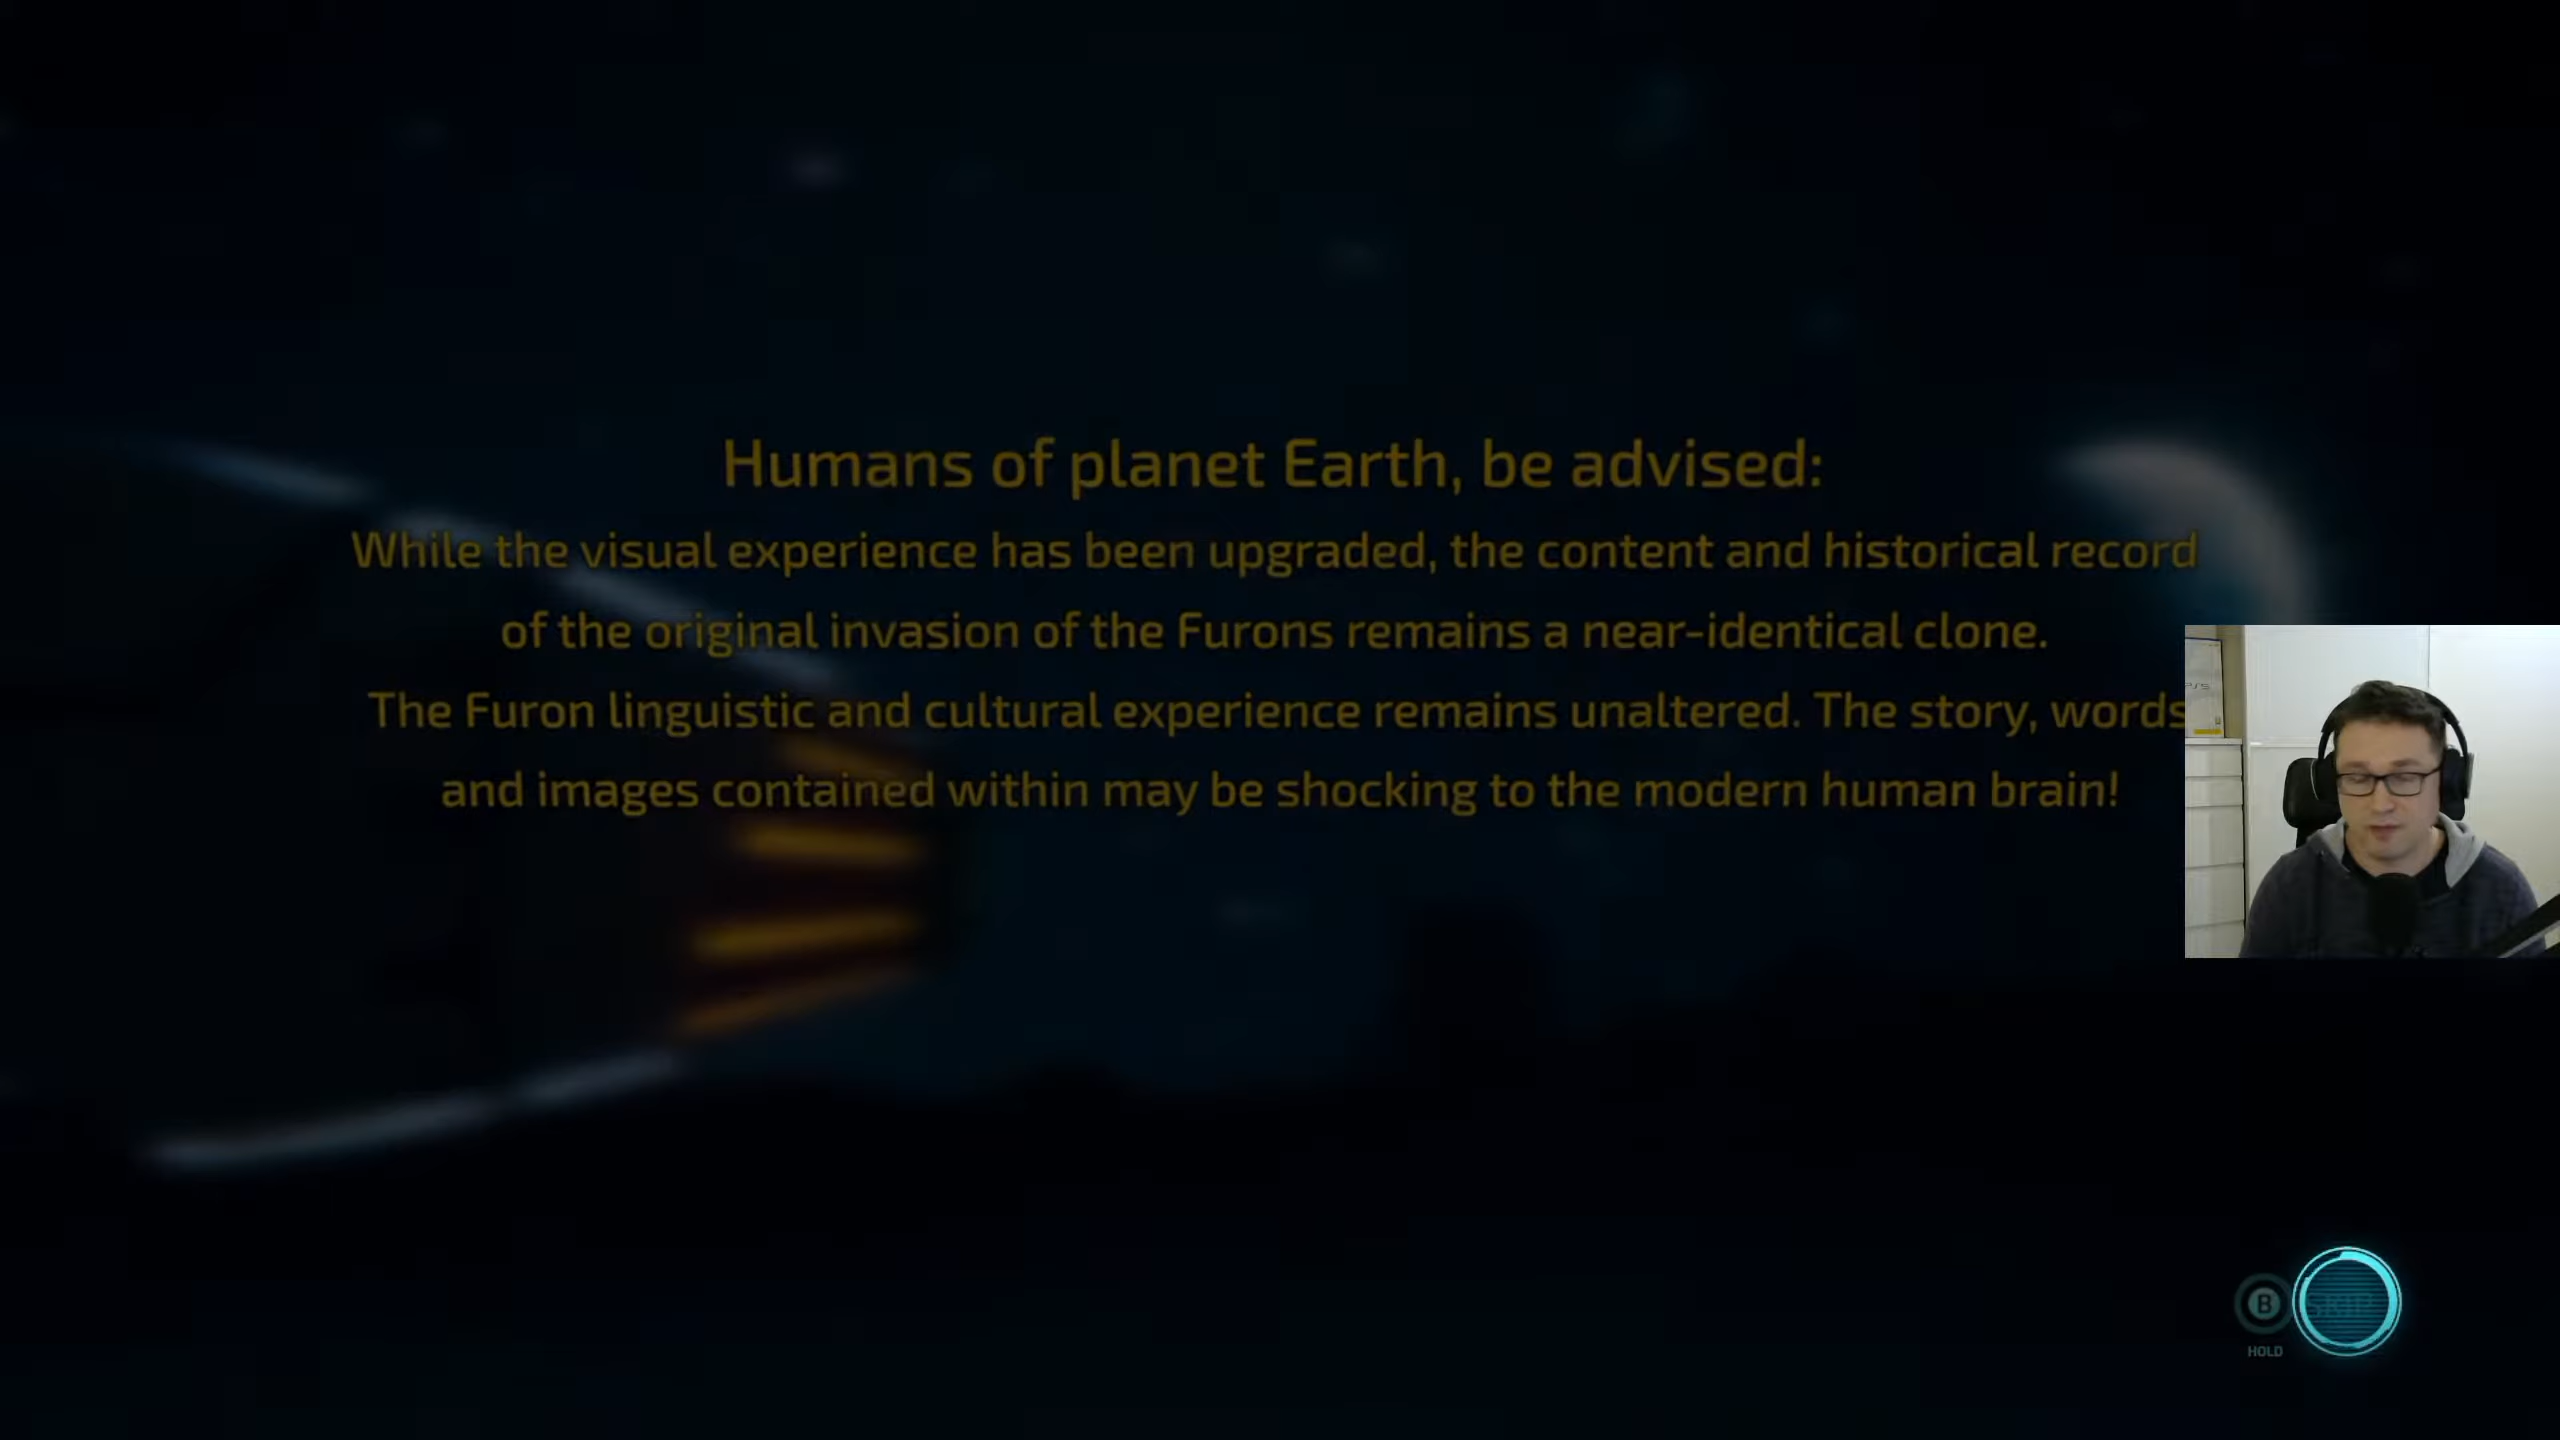 Humans of planet Earth, be advised:
While the visual experience has been upgraded, the content and historical record
of the original invasion of the Furons remains a near-identical clone.
The Furon linguistic and cultural experience remains unaltered. The story, words
and images contained within may be shocking to the modern human brain!
PS5
B SKIP
HOLD